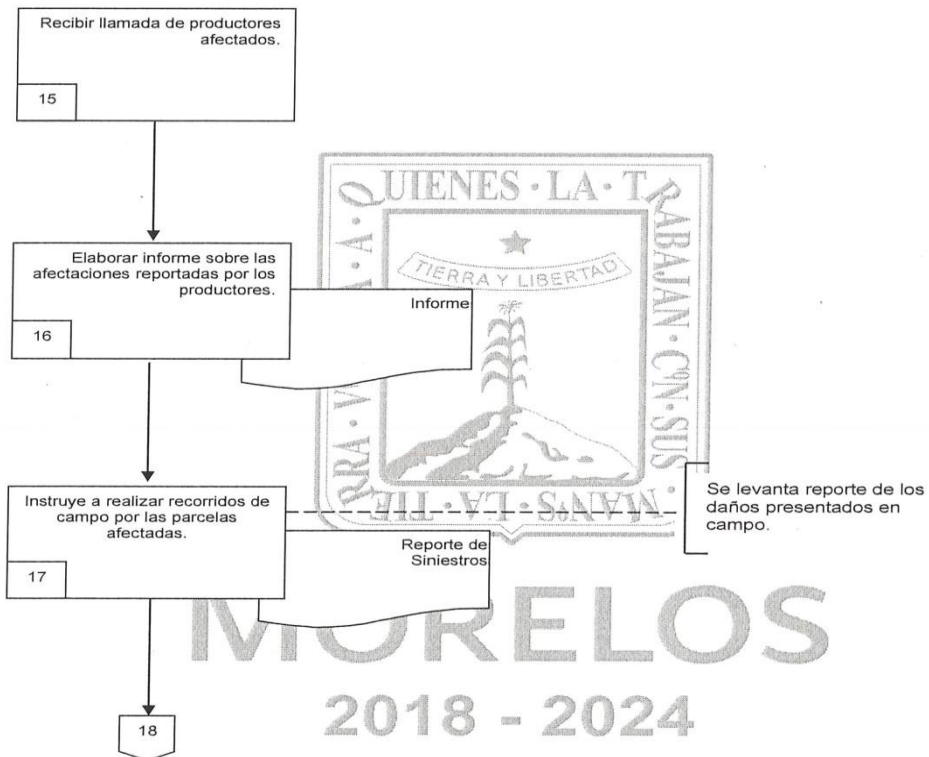 Recibir llamada de productores
afectados.
15
Elaborar informe sobre las
afectaciones reportadas por los
productores.
16
Informe
Instruye a realizar recorridos de
campo por las parcelas
afectadas.
17
Reporte de
Siniestros
Se levanta reporte de los
daños presentados en
campo.
18
QUIENES · LA · TRABAJAN · CON · SUS · MANOS · LA · TIE
RRA · V
A · A ·
TIERRA Y LIBERTAD
MORELOS
2018 - 2024